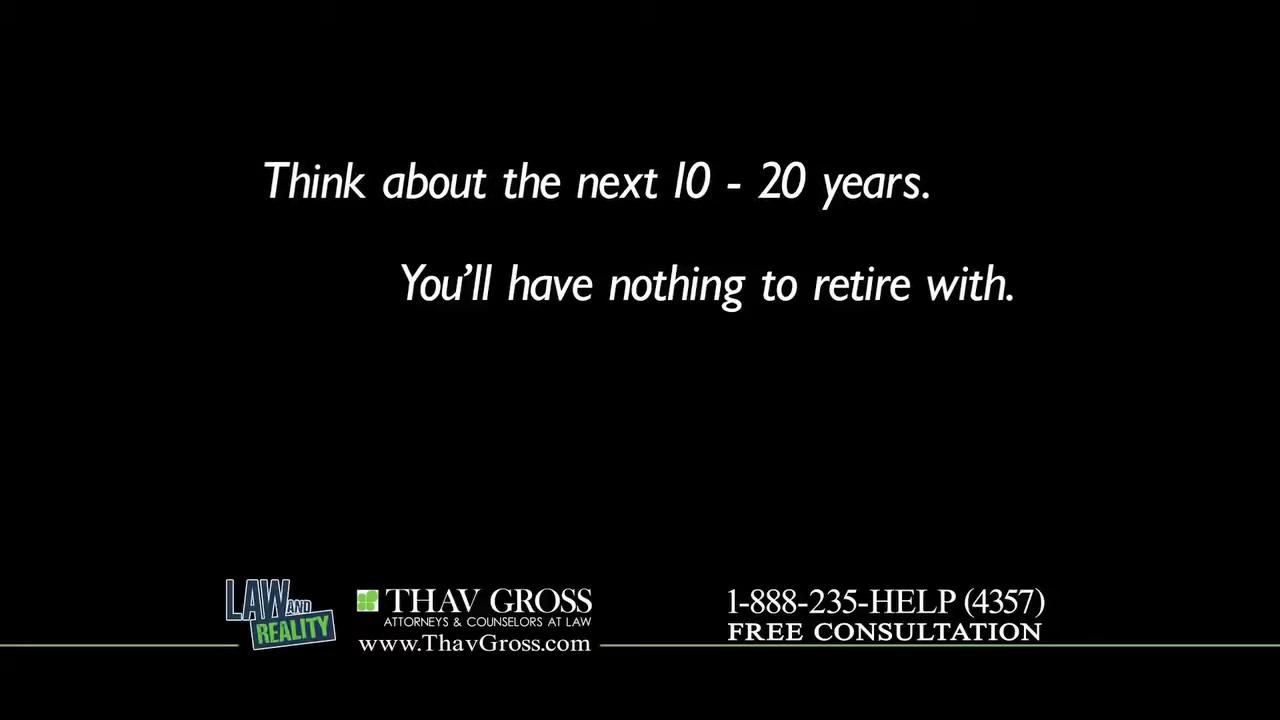 Think about the next 10 - 20 years.
You'll have nothing to retire with.
LAW AND REALITY
THAV GROSS
ATTORNEYS & COUNSELORS AT LAW
www.ThavGross.com
1-888-235-HELP (4357)
FREE CONSULTATION